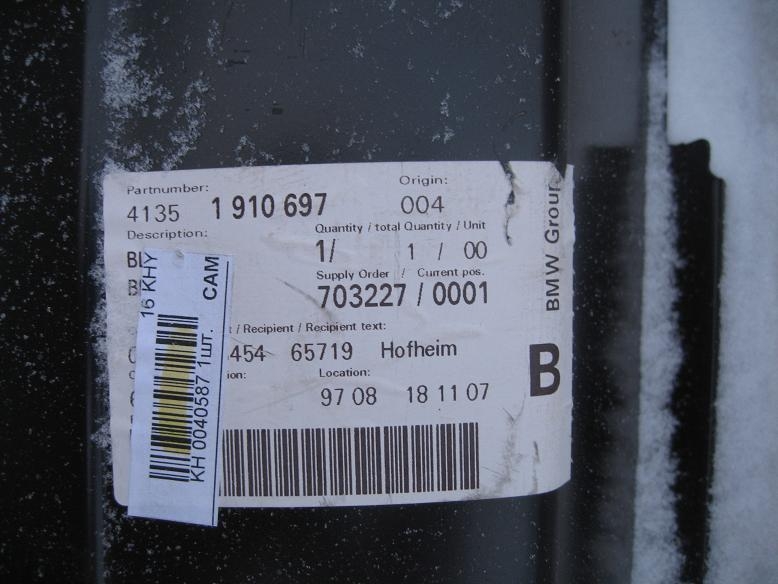 Partnumber:
Origin:
4135 1 910 697
004
Description:
Quantity / total Quantity / Unit
1/ 1 / 00
Supply Order / Current pos.
703227 / 0001
/ Recipient / Recipient text:
454 65719 Hofheim
Location:
97 08 18 11 07
BMW Group
B
16 KHY
CAM
KH 0040587 1шт.